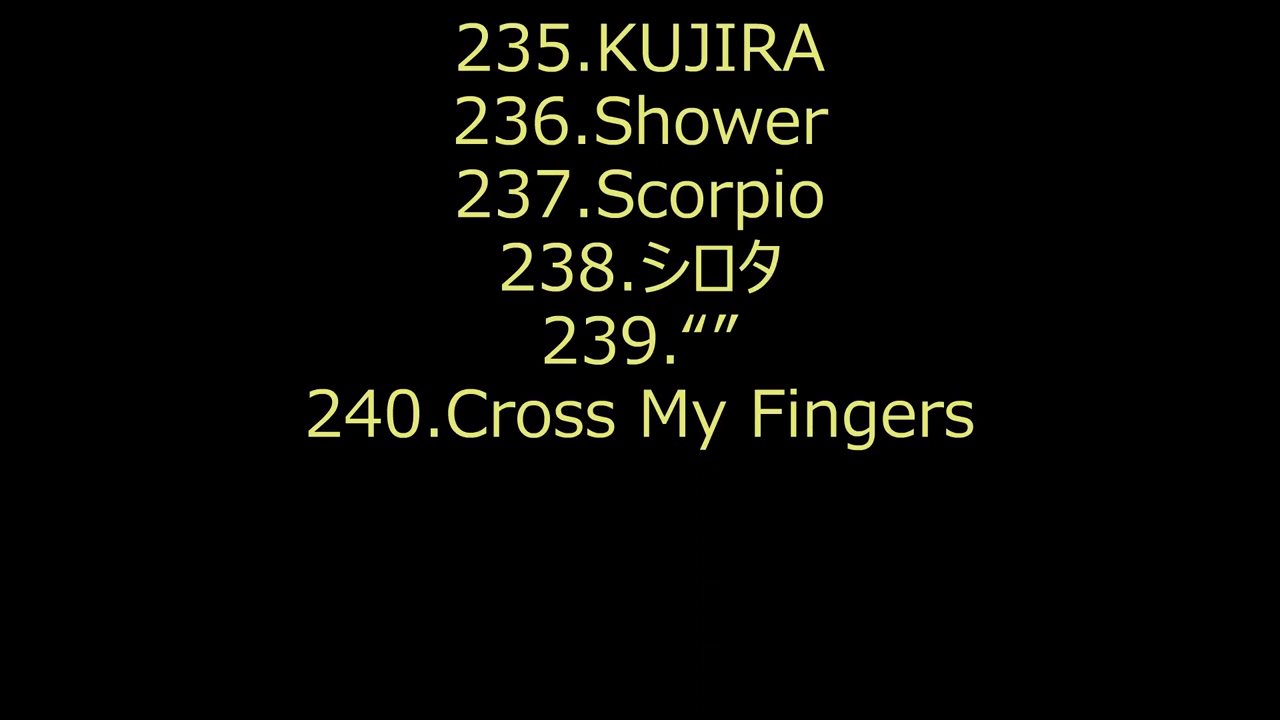 235.KUJIRA
236.Shower
237.Scorpio
238.シロタ
239.“”
240.Cross My Fingers